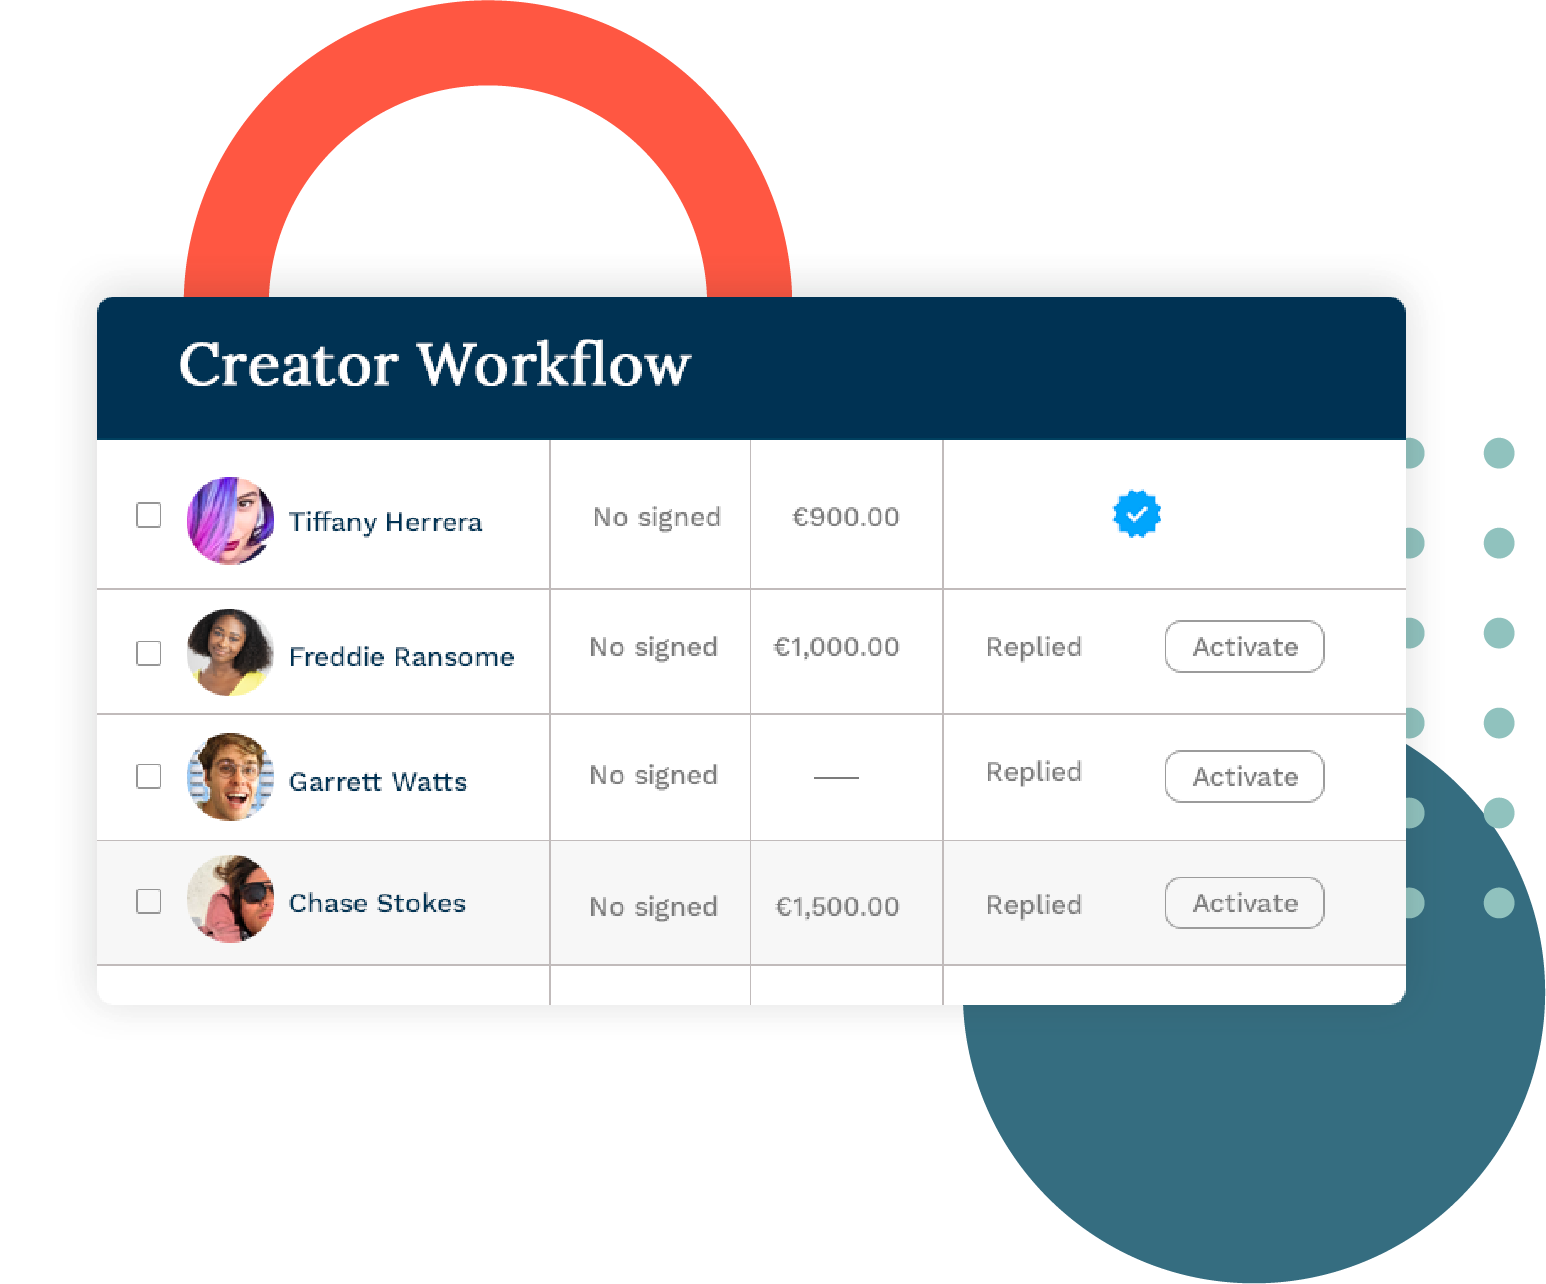 Creator Workflow
Tiffany Herrera No signed €900.00
Freddie Ransome No signed €1,000.00 Replied Activate
Garrett Watts No signed — Replied Activate
Chase Stokes No signed €1,500.00 Replied Activate